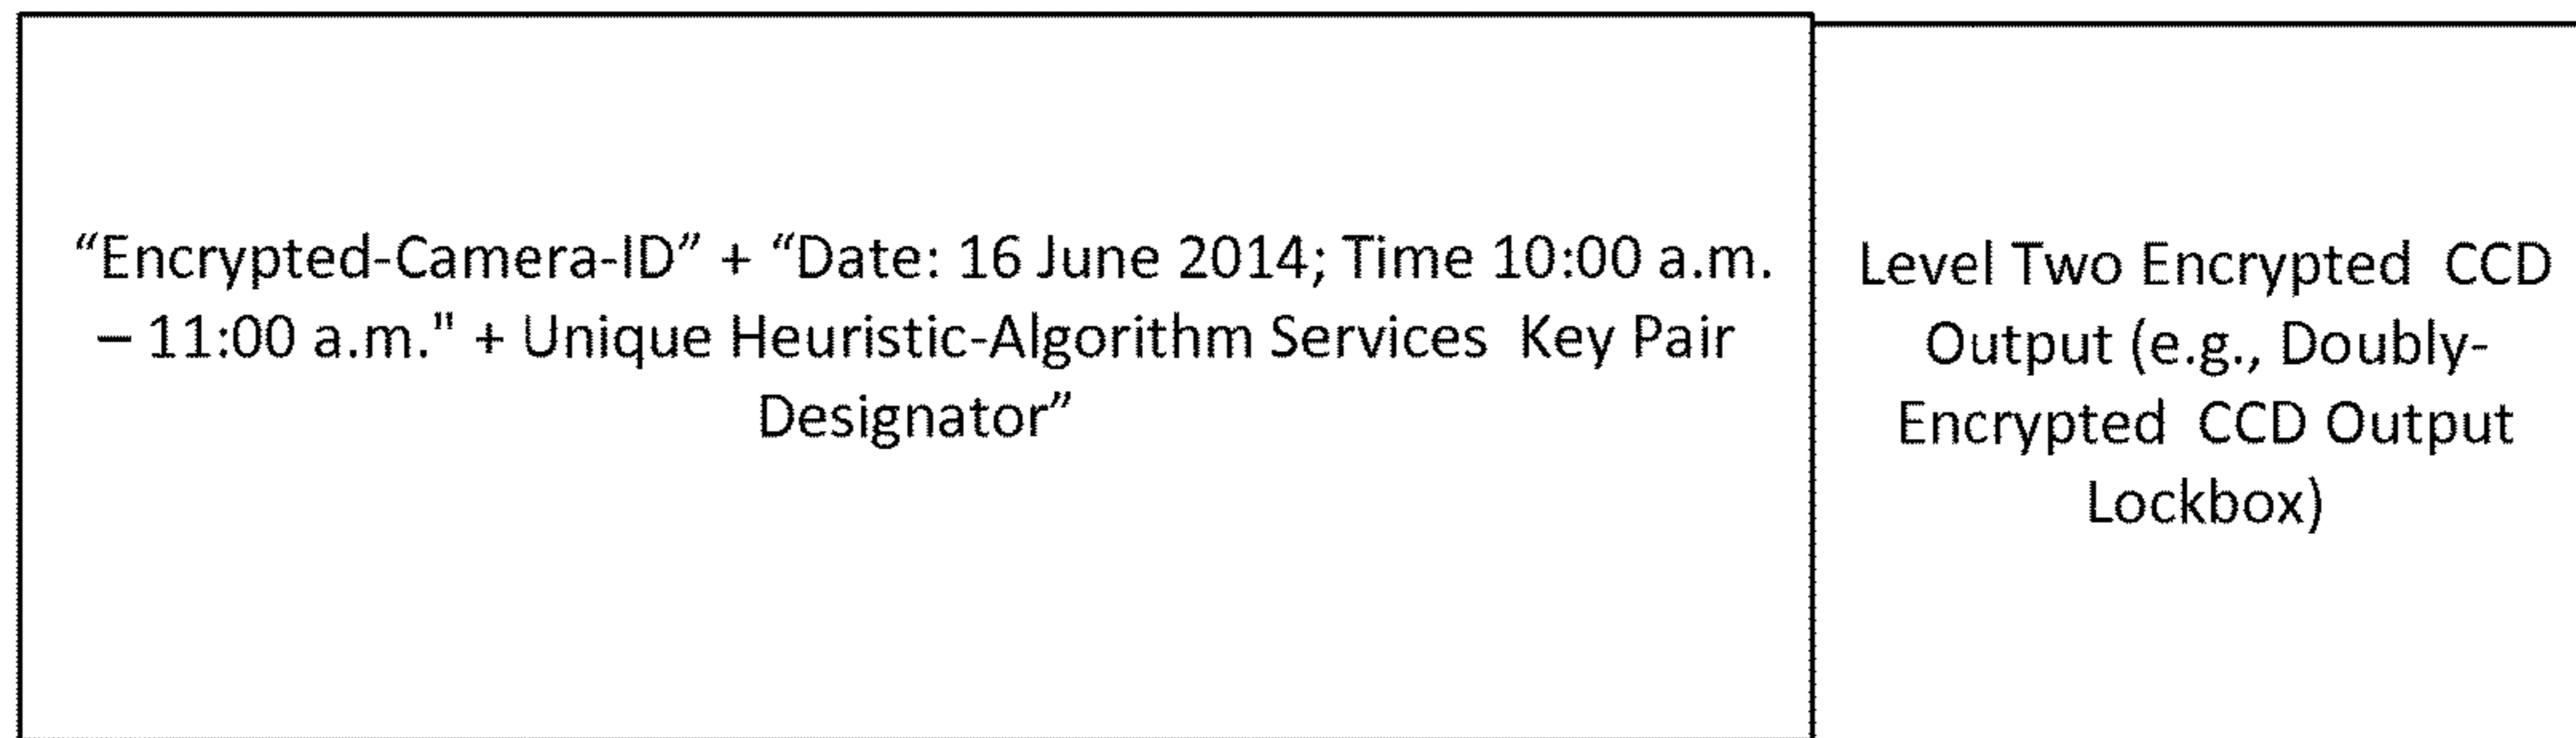 “Encrypted-Camera-ID” + “Date: 16 June 2014; Time 10:00 a.m.
– 11:00 a.m." + Unique Heuristic-Algorithm Services Key Pair
Designator”
Level Two Encrypted CCD
Output (e.g., Doubly-
Encrypted CCD Output
Lockbox)